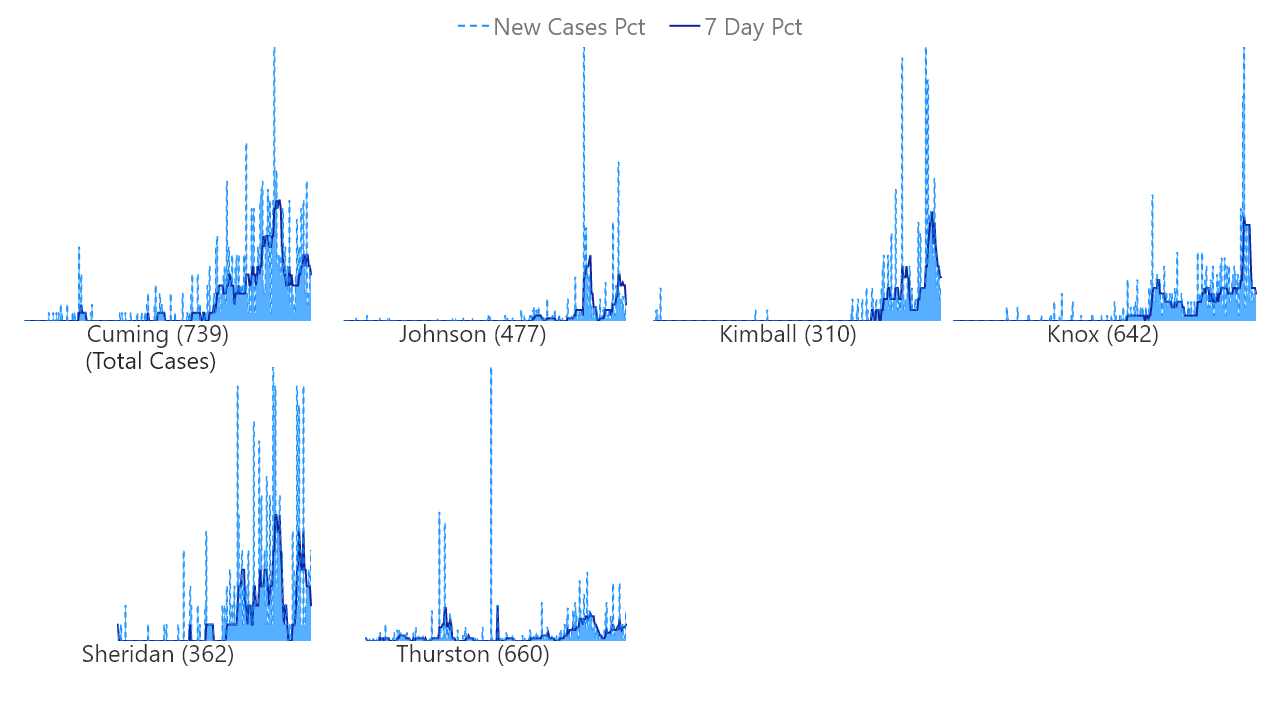 New Cases Pct 7 Day Pct
Cuming (739) Johnson (477) Kimball (310) Knox (642)
(Total Cases)
Sheridan (362) Thurston (660)